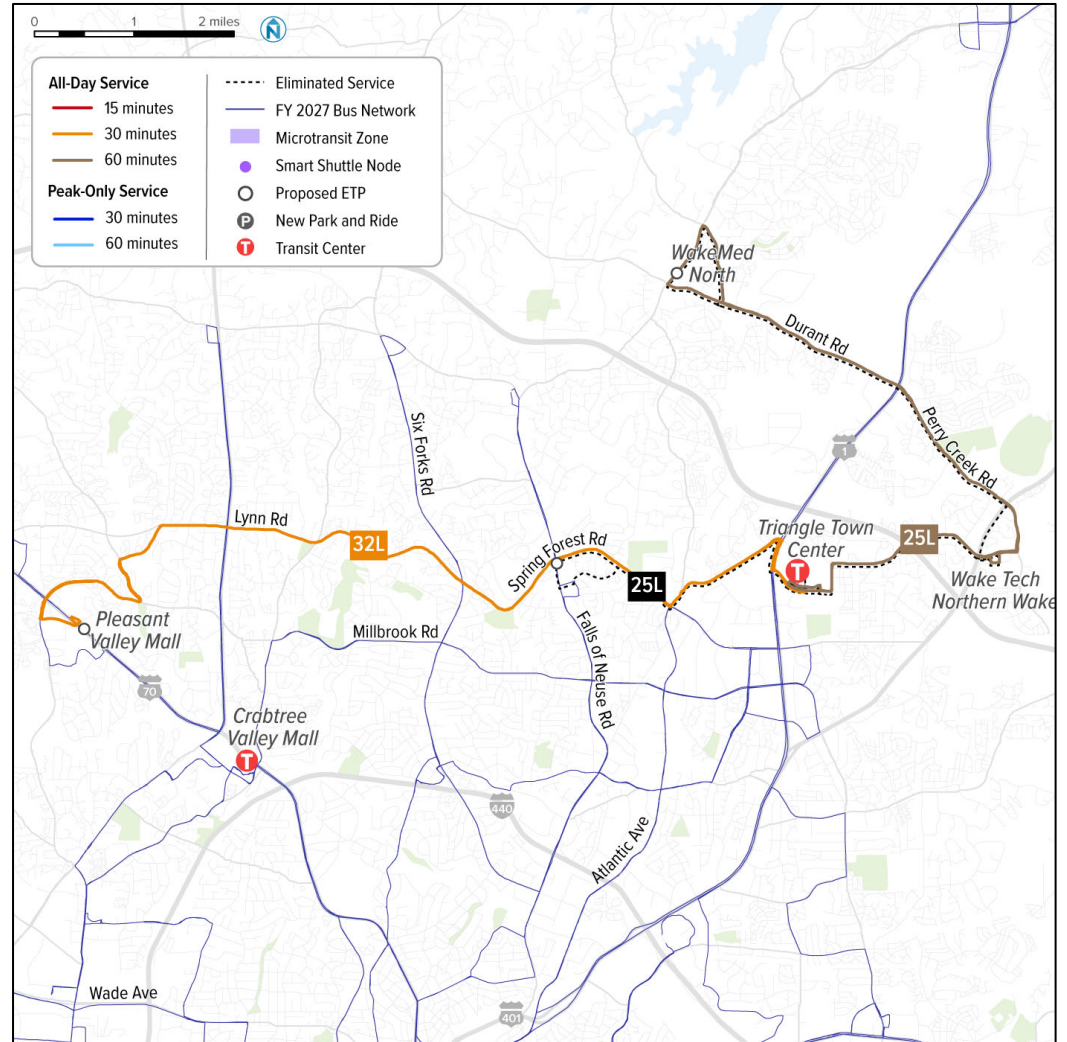 0
1
2 miles
N
All-Day Service
15 minutes
30 minutes
60 minutes
Peak-Only Service
30 minutes
60 minutes
Eliminated Service
FY 2027 Bus Network
Microtransit Zone
Smart Shuttle Node
Proposed ETP
P
New Park and Ride
T
Transit Center
WakeMed
North
Durant Rd
Perry Creek Rd
1
Six Forks Rd
Lynn Rd
32L
Spring Forest Rd
25L
Triangle Town
Center
T
25L
Wake Tech
Northern Wake
Pleasant
Valley Mall
Millbrook Rd
Falls of Neuse Rd
70
Crabtree
Valley Mall
T
440
Atlantic Ave
Wade Ave
401